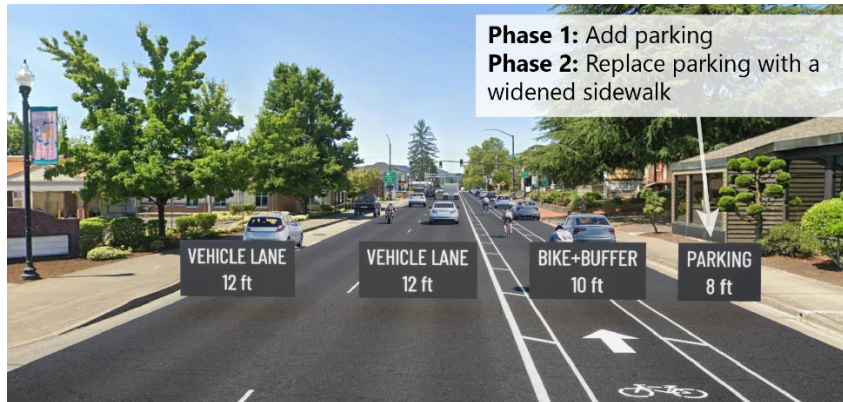 Phase 1: Add parking
Phase 2: Replace parking with a
widened sidewalk
VEHICLE LANE
12 ft
VEHICLE LANE
12 ft
BIKE+BUFFER
10 ft
PARKING
8 ft